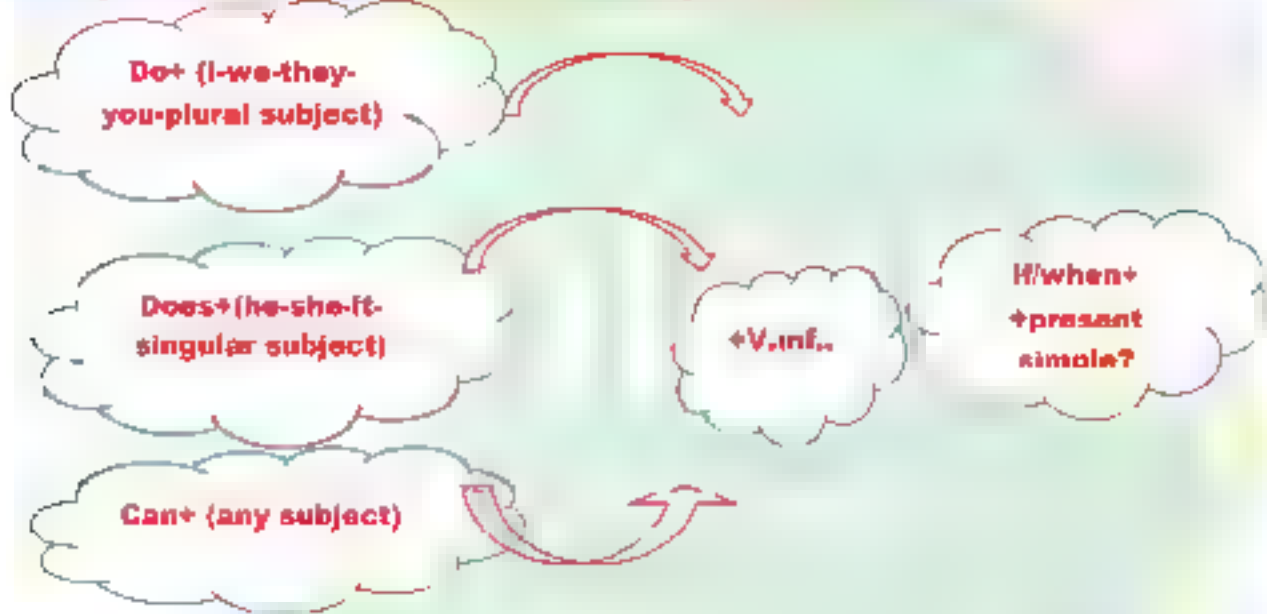 Do+ (I-we-they-
you-plural subject)
Does+(he-she-it-
singular subject)
Can+ (any subject)
+V.inf..
If/when+
+present
simple?